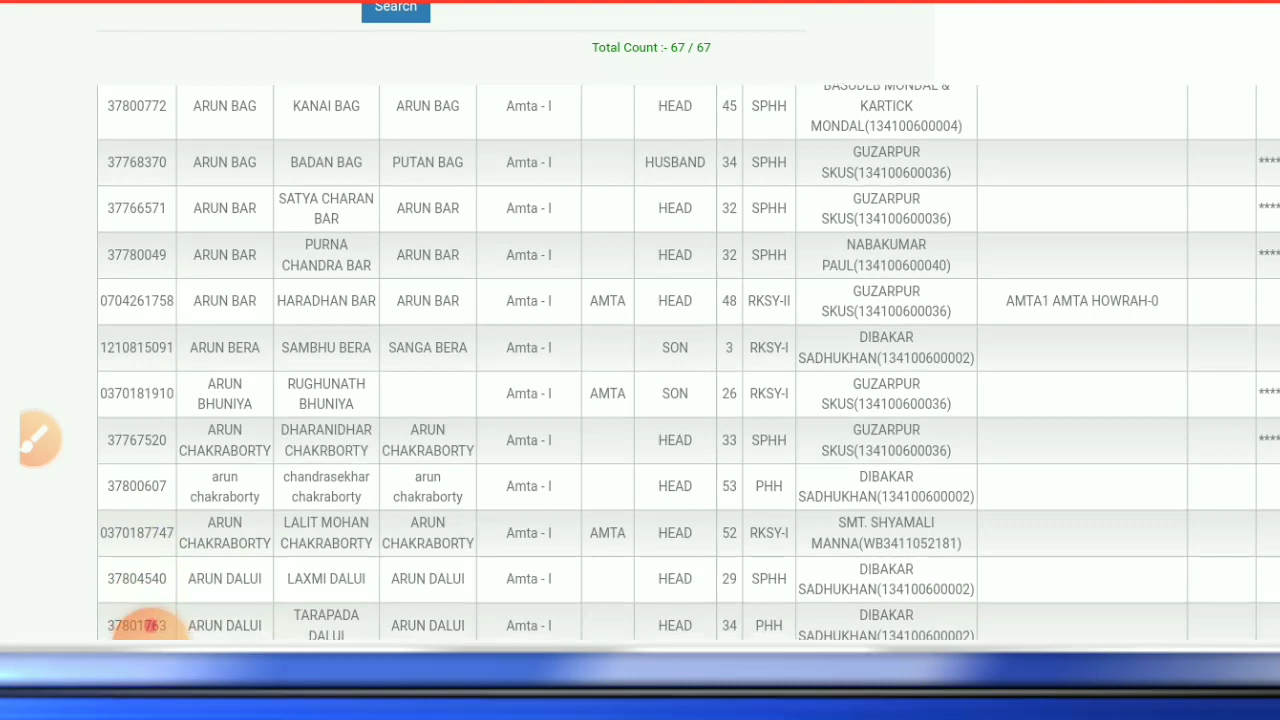 Search
Total Count :- 67 / 67
37800772 ARUN BAG KANAI BAG ARUN BAG Amta - I HEAD 45 SPHH BASUDEB MONDAL &
KARTICK
MONDAL(134100600004)
37768370 ARUN BAG BADAN BAG PUTAN BAG Amta - I HUSBAND 34 SPHH GUZARPUR
SKUS(134100600036) ****
37766571 ARUN BAR SATYA CHARAN
BAR ARUN BAR Amta - I HEAD 32 SPHH GUZARPUR
SKUS(134100600036)
37780049 ARUN BAR PURNA
CHANDRA BAR ARUN BAR Amta - I HEAD 32 SPHH NABAKUMAR
PAUL(134100600040) ****
0704261758 ARUN BAR HARADHAN BAR ARUN BAR Amta - I AMTA HEAD 48 RKSY-II GUZARPUR
SKUS(134100600036) AMTA1 AMTA HOWRAH-0
1210815091 ARUN BERA SAMBHU BERA SANGA BERA Amta - I SON 3 RKSY-I DIBAKAR
SADHUKHAN(134100600002)
0370181910 ARUN
BHUNIYA RUGHUNATH
BHUNIYA Amta - I AMTA SON 26 RKSY-I GUZARPUR
SKUS(134100600036) ****
37767520 ARUN
CHAKRABORTY DHARANIDHAR
CHAKRBORTY ARUN
CHAKRABORTY Amta - I HEAD 33 SPHH GUZARPUR
SKUS(134100600036) ****
37800607 arun
chakraborty chandrasekhar
chakraborty arun
chakraborty Amta - I HEAD 53 PHH DIBAKAR
SADHUKHAN(134100600002)
0370187747 ARUN
CHAKRABORTY LALIT MOHAN
CHAKRABORTY ARUN
CHAKRABORTY Amta - I AMTA HEAD 52 RKSY-I SMT. SHYAMALI
MANNA(WB3411052181)
37804540 ARUN DALUI LAXMI DALUI ARUN DALUI Amta - I HEAD 29 SPHH DIBAKAR
SADHUKHAN(134100600002)
37801763 ARUN DALUI TARAPADA
DALUI ARUN DALUI Amta - I HEAD 34 PHH DIBAKAR
SADHUKHAN(134100600002)